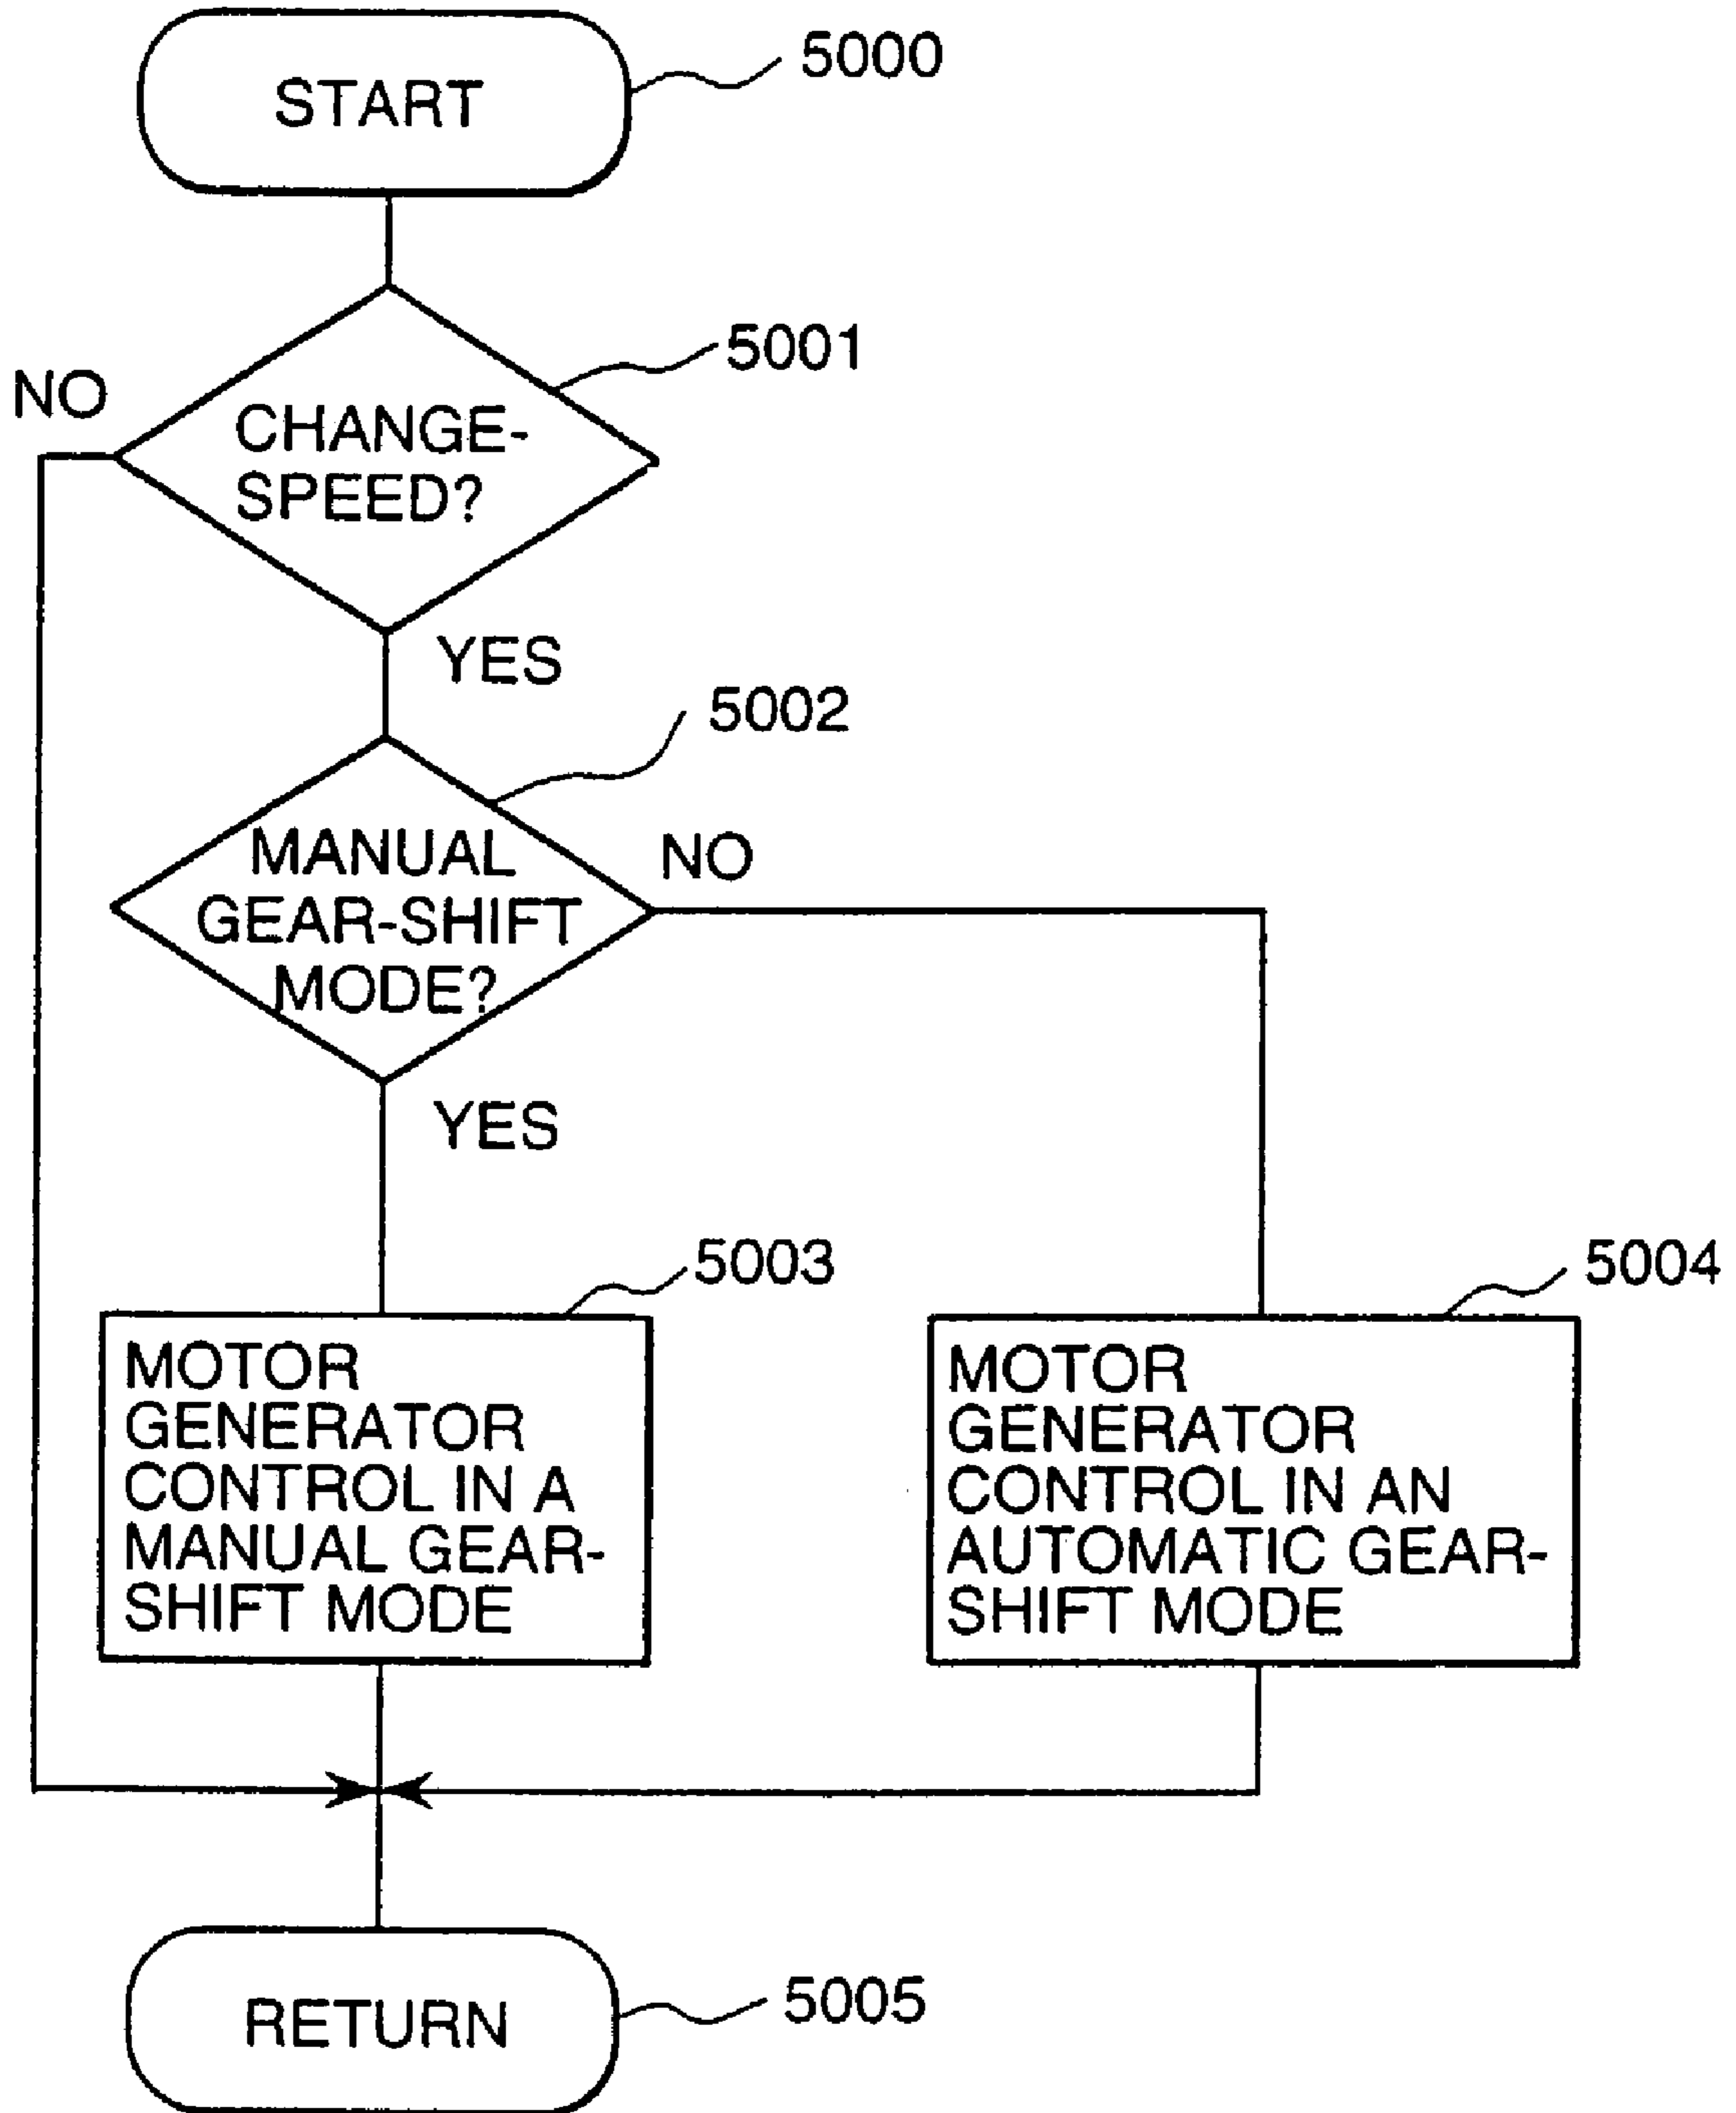 START
5000
5001
NO
CHANGE-
SPEED?
YES
5002
MANUAL
GEAR-SHIFT
MODE?
NO
YES
5003
MOTOR
GENERATOR
CONTROL IN A
MANUAL GEAR-
SHIFT MODE
5004
MOTOR
GENERATOR
CONTROL IN AN
AUTOMATIC GEAR-
SHIFT MODE
RETURN
5005